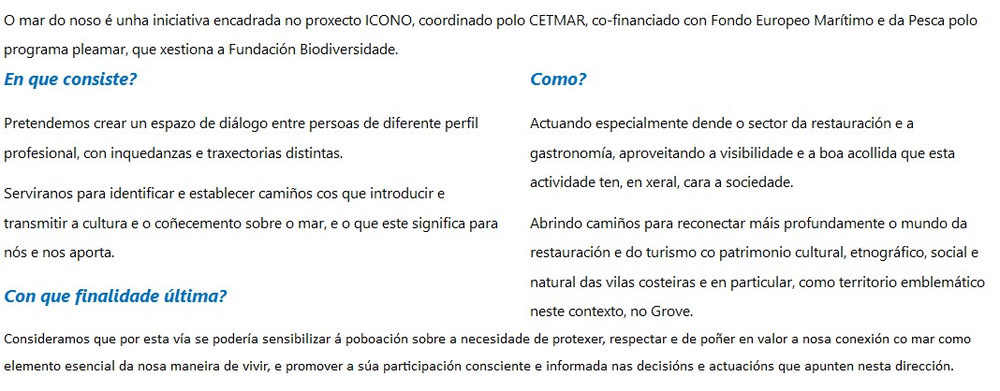 O mar do noso é unha iniciativa encadrada no proxecto ICONO, coordinado polo CETMAR, co-financiado con Fondo Europeo Marítimo e da Pesca polo
programa pleamar, que xestiona a Fundación Biodiversidade.
En que consiste?
Pretendemos crear un espazo de diálogo entre persoas de diferente perfil
profesional, con inquedanzas e traxectorias distintas.
Serviranos para identificar e establecer camiños cos que introducir e
transmitir a cultura e o coñecemento sobre o mar, e o que este significa para
nós e nos aporta.
Como?
Actuando especialmente dende o sector da restauración e a
gastronomía, aproveitando a visibilidade e a boa acollida que esta
actividade ten, en xeral, cara a sociedade.
Abrindo camiños para reconectar máis profundamente o mundo da
restauración e do turismo co patrimonio cultural, etnográfico, social e
natural das vilas costeiras e en particular, como territorio emblemático
neste contexto, no Grove.
Con que finalidade última?
Consideramos que por esta vía se podería sensibilizar á poboación sobre a necesidade de protexer, respectar e de poñer en valor a nosa conexión co mar como
elemento esencial da nosa maneira de vivir, e promover a súa participación consciente e informada nas decisións e actuacións que apunten nesta dirección.